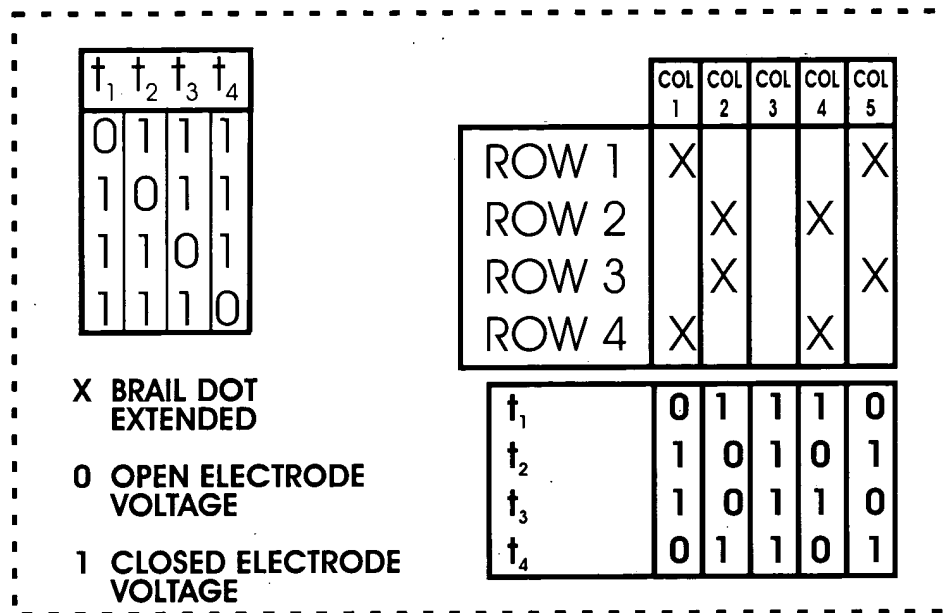 t1 t2 t3 t4
0 1 1 1
1 0 1 1
1 1 0 1
1 1 1 0
X BRAIL DOT
EXTENDED
0 OPEN ELECTRODE
VOLTAGE
1 CLOSED ELECTRODE
VOLTAGE
COL COL COL COL COL
1 2 3 4 5
ROW 1 X X
ROW 2 X X
ROW 3 X X
ROW 4 X X
t1 0 1 1 1 0
t2 1 0 1 0 1
t3 1 0 1 1 0
t4 0 1 1 0 1